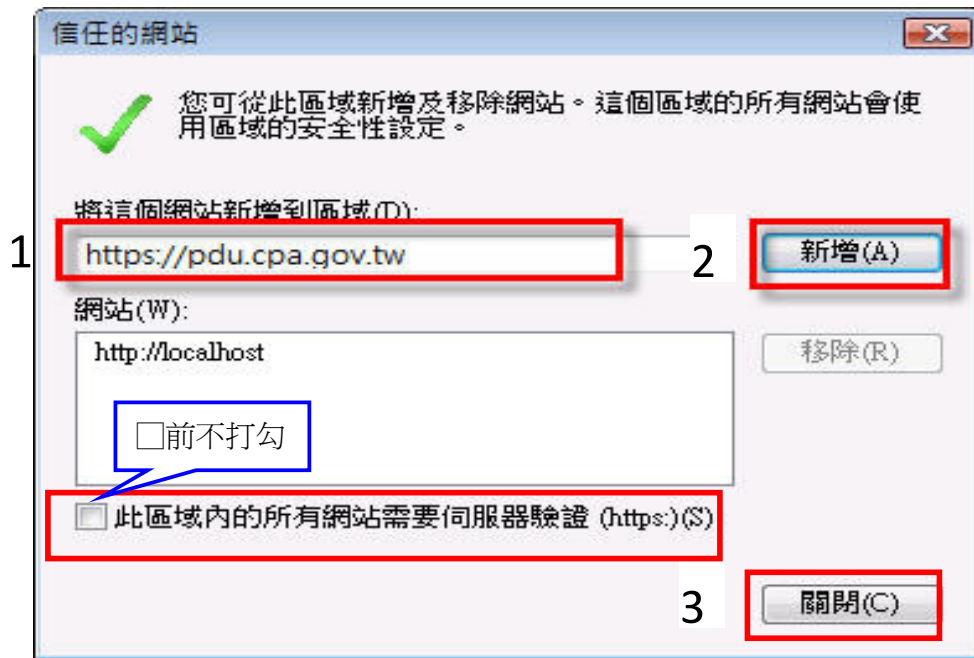 信任的網站
您可從此區域新增及移除網站。這個區域的所有網站會使
用區域的安全性設定。
將這個網站新增到區域(D):
1
https://pdu.cpa.gov.tw
2
新增(A)
網站(W):
http://localhost
移除(R)
□前不打勾
此區域內的所有網站需要伺服器驗證 (https:)(S)
3
關閉(C)